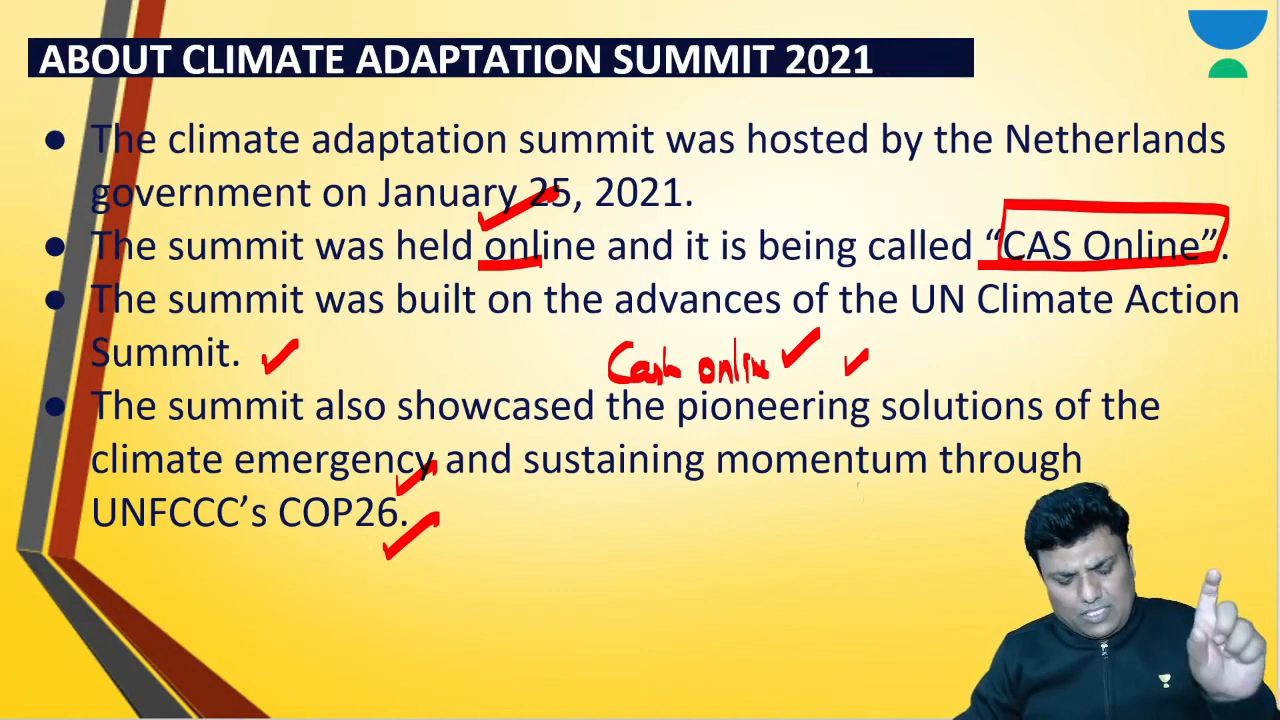 ABOUT CLIMATE ADAPTATION SUMMIT 2021
● The climate adaptation summit was hosted by the Netherlands
government on January 25, 2021.
● The summit was held online and it is being called “CAS Online”.
● The summit was built on the advances of the UN Climate Action
Summit.
Cash online
● The summit also showcased the pioneering solutions of the
climate emergency and sustaining momentum through
UNFCCC’s COP26.